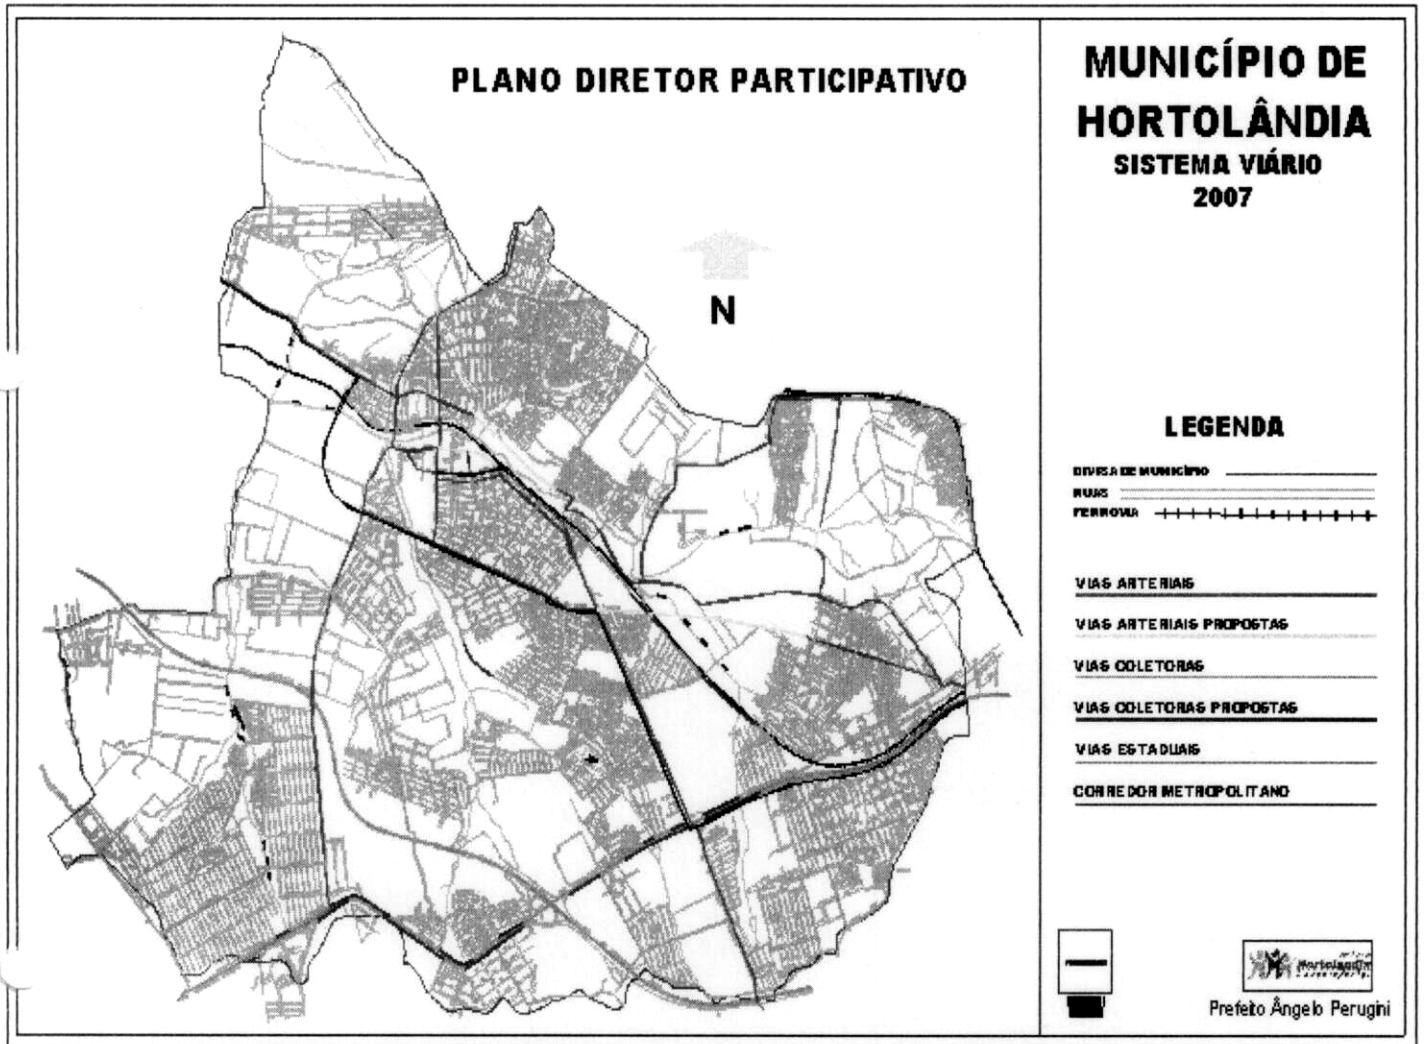 PLANO DIRETOR PARTICIPATIVO
N
MUNICÍPIO DE
HORTOLÂNDIA
SISTEMA VIÁRIO
2007
LEGENDA
DIVISA DE MUNICÍPIO
RUAS
FERROVIA
VIAS ARTERIAIS
VIAS ARTERIAIS PROPOSTAS
VIAS COLETORAS
VIAS COLETORAS PROPOSTAS
VIAS ESTADUAIS
CORREDOR METROPOLITANO
Hortolândia
Prefeito Ângelo Perugini